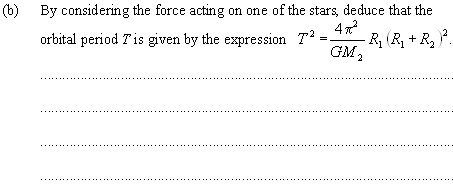 (b) By considering the force acting on one of the stars, deduce that the
orbital period T is given by the expression T² = 4π²/GM₂ R₁ (R₁ + R₂)².